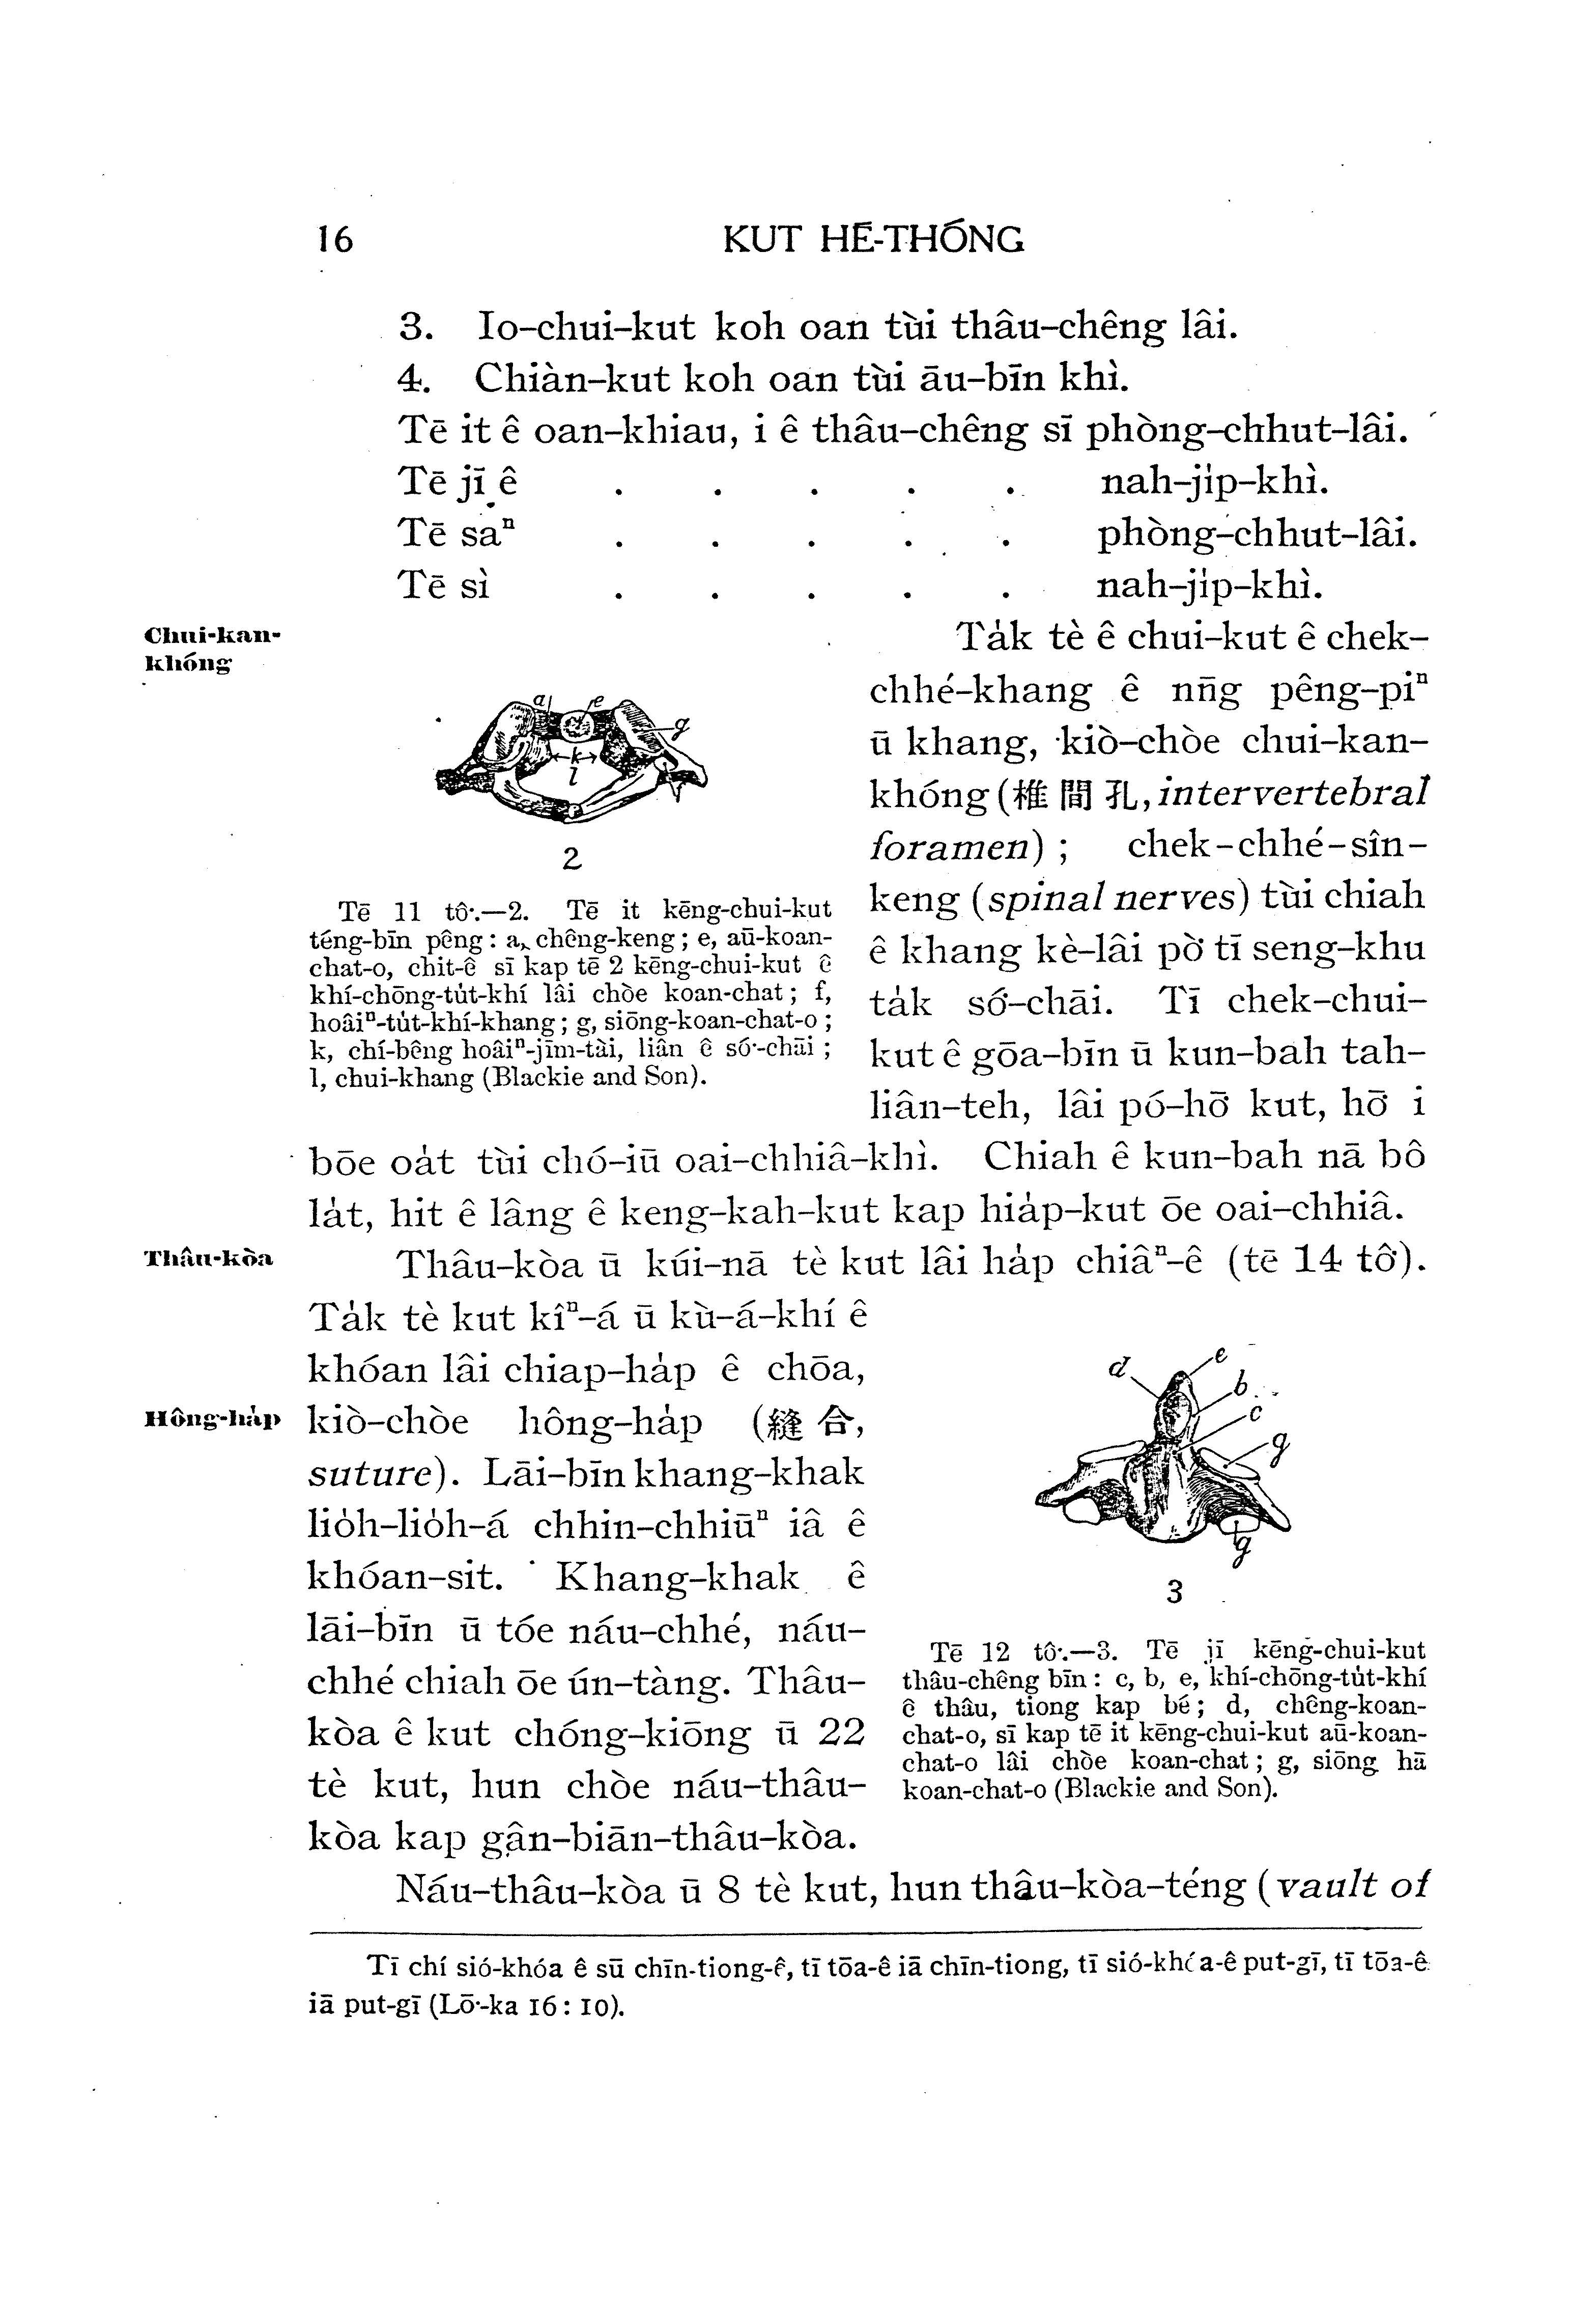 16 KUT HĒ-THÓNG
3. Io-chui-kut koh oan tùi thâu-chêng lâi.
4. Chiàn-kut koh oan tùi āu-bīn khì.
Tē it ê oan-khiau, i ê thâu-chêng sī phòng-chhut-lâi.
Tē jī ê . . . . . nah-ji̍p-khì.
Tē saⁿ . . . . . phòng-chhut-lâi.
Tē sì . . . . . nah-ji̍p-khì.
Chui-kan-
khóng
Ta̍k tè ê chui-kut ê chek-
chhé-khang ê nn̄g pêng-piⁿ
ū khang, kiò-chòe chui-kan-
khóng (椎間孔, intervertebral
foramen) ; chek-chhé-sîn-
keng (spinal nerves) tùi chiah
ê khang kè-lâi pò͘ tī seng-khu
ta̍k só͘-chāi. Tī chek-chui-
kut ê gōa-bīn ū kun-bah tah-
liân-teh, lâi pó-hō͘ kut, hō͘ i
bōe oa̍t tùi chó-iū oai-chhiâ-khì. Chiah ê kun-bah nā bô
la̍t, hit ê lâng ê keng-kah-kut kap hia̍p-kut ōe oai-chhiâ.
a e g k l
2
Tē 11 tô͘.—2. Tē it kēng-chui-kut
téng-bīn pêng: a, chêng-keng; e, aū-koan-
chat-o, chit-ê sī kap tē 2 kēng-chui-kut ê
khí-chōng-tu̍t-khí lâi chòe koan-chat; f,
hoâiⁿ-tu̍t-khí-khang; g, siōng-koan-chat-o;
k, chí-bêng hoâiⁿ-jīm-tài, liân ê só͘-chāi;
l, chui-khang (Blackie and Son).
Thâu-kòa
Thâu-kòa ū kúi-nā tè kut lâi ha̍p chiâⁿ-ê (tē 14 tô͘).
Ta̍k tè kut kîⁿ-á ū kù-á-khí ê
khóan lâi chiap-ha̍p ê chōa,
Hông-ha̍p
kiò-chòe hông-ha̍p (縫合,
suture). Lāi-bīn khang-khak
lio̍h-lio̍h-á chhin-chhiūⁿ iâ ê
khóan-sit. Khang-khak ê
lāi-bīn ū tóe náu-chhé, náu-
chhé chiah ōe ún-tàng. Thâu-
kòa ê kut chóng-kiōng ū 22
tè kut, hun chòe náu-thâu-
kòa kap gân-biān-thâu-kòa.
d e b c g g
3
Tē 12 tô͘.—3. Tē jī kēng-chui-kut
thâu-chêng bīn: c, b, e, khí-chōng-tu̍t-khí
ê thâu, tiong kap bé; d, chêng-koan-
chat-o, sī kap tē it kēng-chui-kut aū-koan-
chat-o lâi chòe koan-chat; g, siōng hā
koan-chat-o (Blackie and Son).
Náu-thâu-kòa ū 8 tè kut, hun thâu-kòa-téng (vault of
Tī chí sió-khóa ê sū chīn-tiong-ê, tī tōa-ê iā chīn-tiong, tī sió-khóa-ê put-gī, tī tōa-ê
iā put-gī (Lō͘-ka 16: 10).